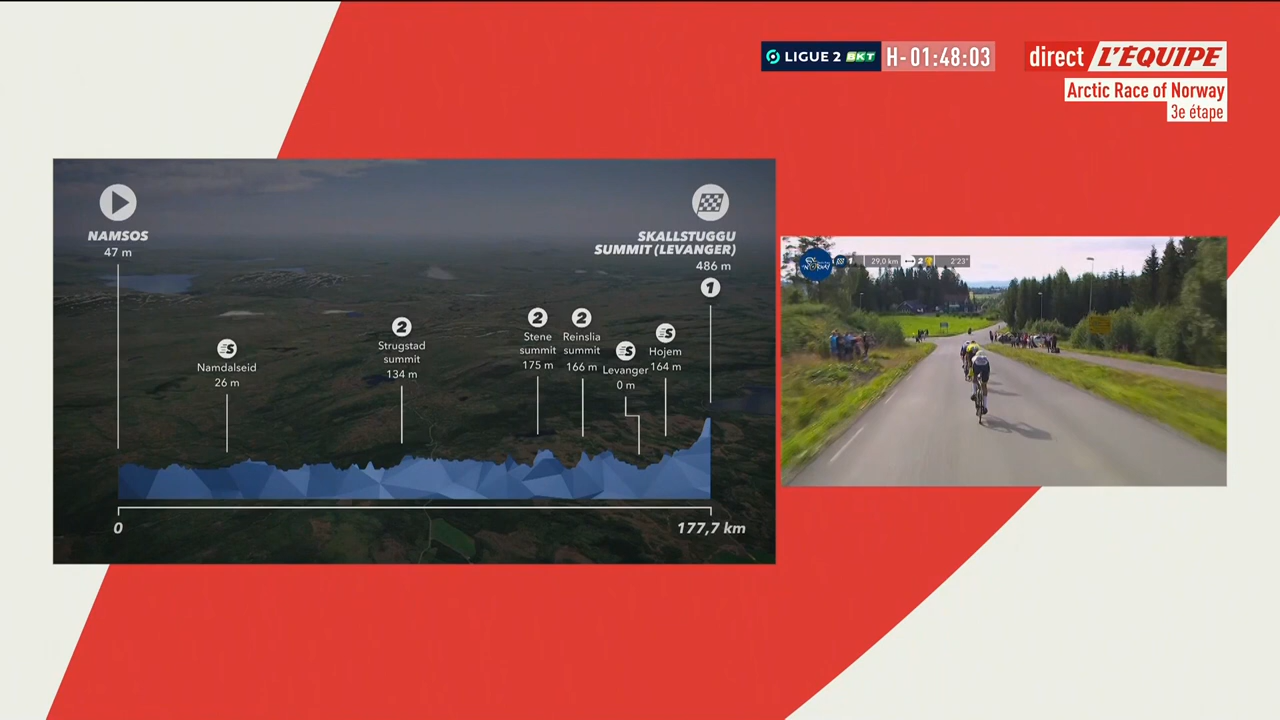 LIGUE 2 BKT H-01:48:03
direct L'ÉQUIPE
Arctic Race of Norway
3e étape
NAMSOS
47 m
SKALLSTUGGU
SUMMIT (LEVANGER)
486 m
1
S
Namdalseid
26 m
2
Strugstad
summit
134 m
2
Stene
summit
175 m
2
Reinslia
summit
166 m
S
Levanger
0 m
S
Hojem
164 m
0
177,7 km
1 29,0 km 2 2'23"